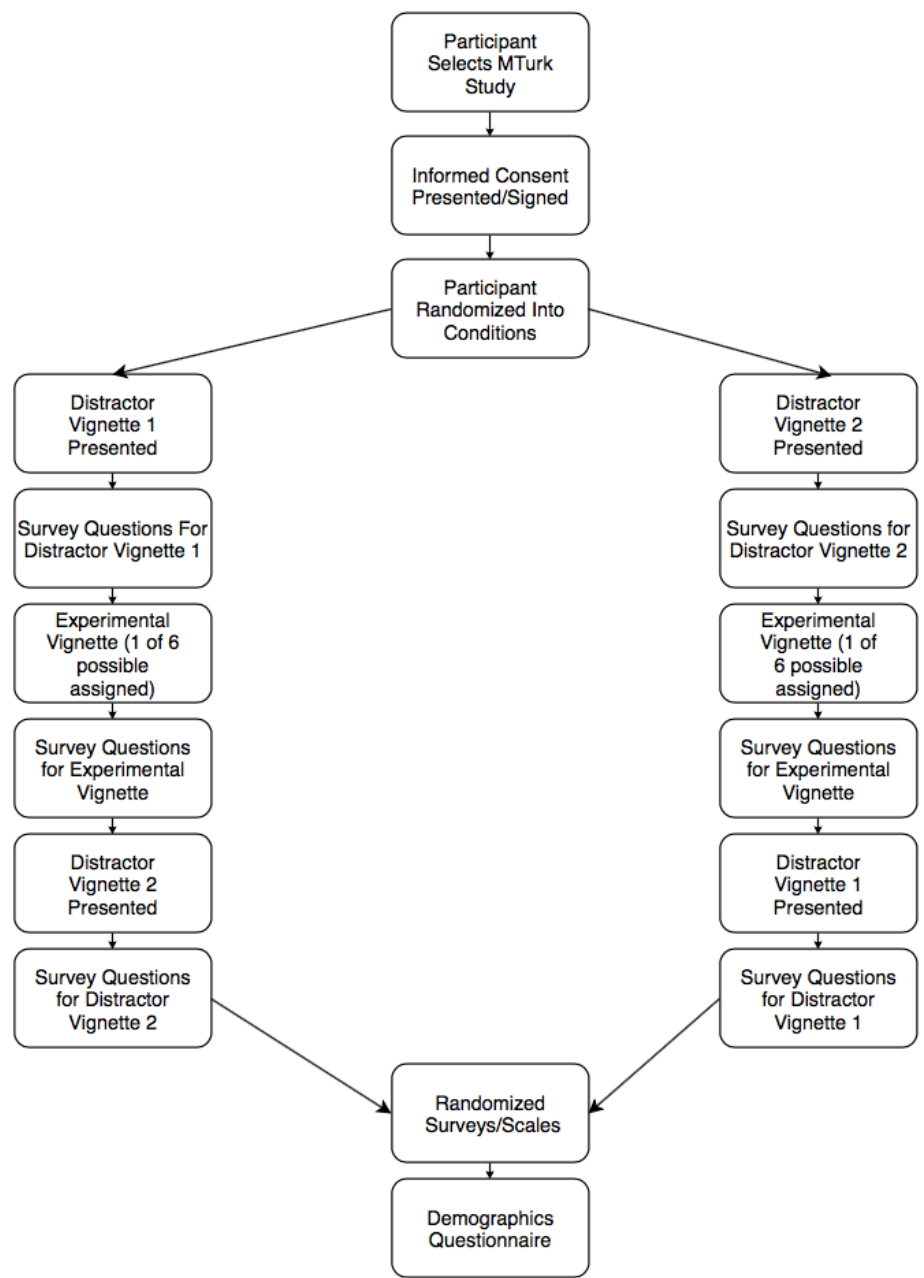 Participant
Selects MTurk
Study
Informed Consent
Presented/Signed
Participant
Randomized Into
Conditions
Distractor
Vignette 1
Presented
Survey Questions For
Distractor Vignette 1
Experimental
Vignette (1 of 6
possible
assigned)
Survey Questions
for Experimental
Vignette
Distractor
Vignette 2
Presented
Survey Questions
for Distractor
Vignette 2
Distractor
Vignette 2
Presented
Survey Questions for
Distractor Vignette 2
Experimental
Vignette (1 of
6 possible
assigned)
Survey Questions
for Experimental
Vignette
Distractor
Vignette 1
Presented
Survey Questions
for Distractor
Vignette 1
Randomized
Surveys/Scales
Demographics
Questionnaire